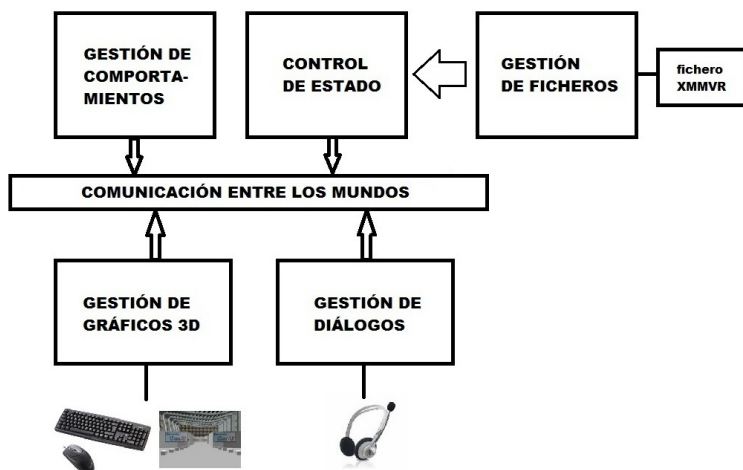 GESTIÓN DE
COMPORTA-
MIENTOS
CONTROL
DE ESTADO
GESTIÓN
DE FICHEROS
fichero
XMMVR
COMUNICACIÓN ENTRE LOS MUNDOS
GESTIÓN DE
GRÁFICOS 3D
GESTIÓN DE
DIÁLOGOS